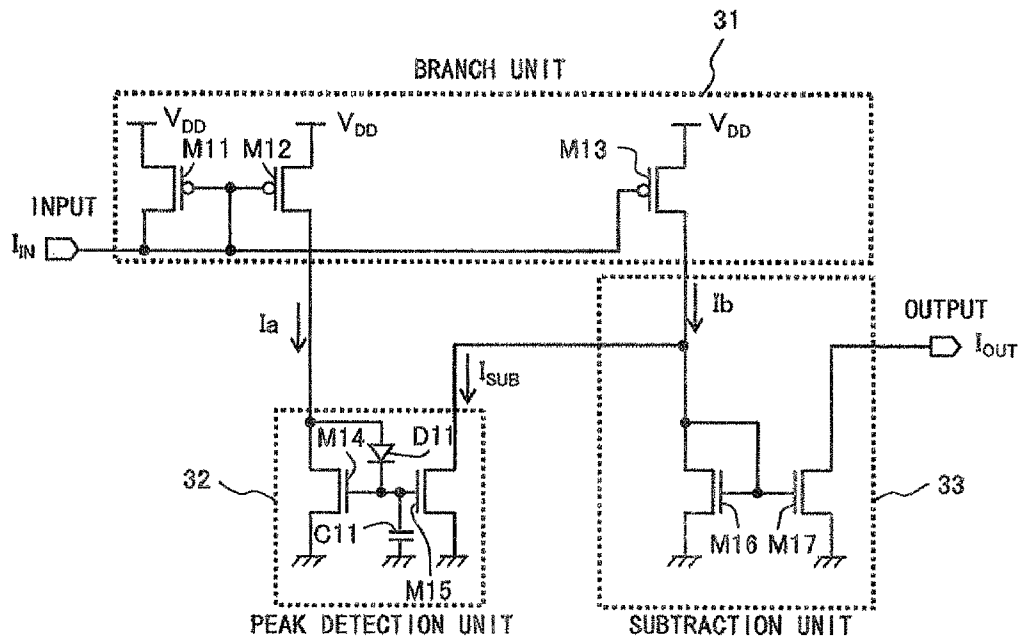 31
BRANCH UNIT
VDD
VDD
VDD
M11 M12
M13
INPUT
IIN
Ia
ISUB
Ib
OUTPUT
IOUT
M14
D11
32
33
C11
M15
M16 M17
PEAK DETECTION UNIT
SUBTRACTION UNIT